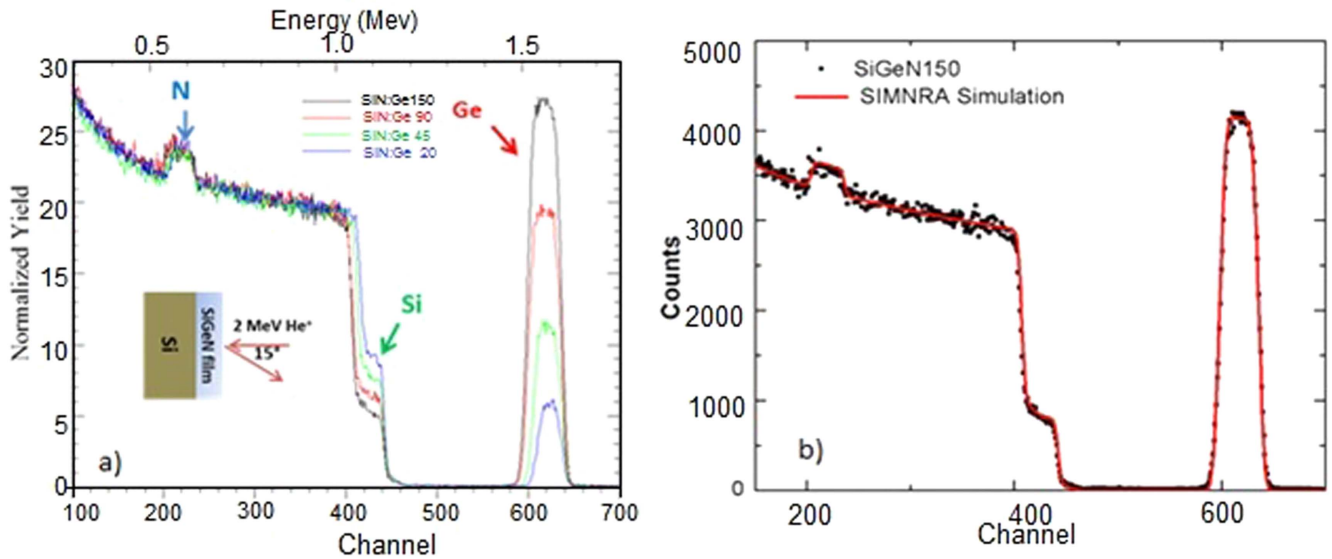 Energy (Mev)
0.5 1.0 1.5
30
25
20
15
10
5
0
Normalized Yield
N
SIN:Ge150
SIN:Ge 90
SIN:Ge 45
SIN:Ge 20
Ge
Si
Si
SiGeN film
2 MeV He⁺
15°
a)
100 200 300 400 500 600 700
Channel
5000
4000
3000
2000
1000
0
Counts
SiGeN150
SIMNRA Simulation
b)
200 400 600
Channel